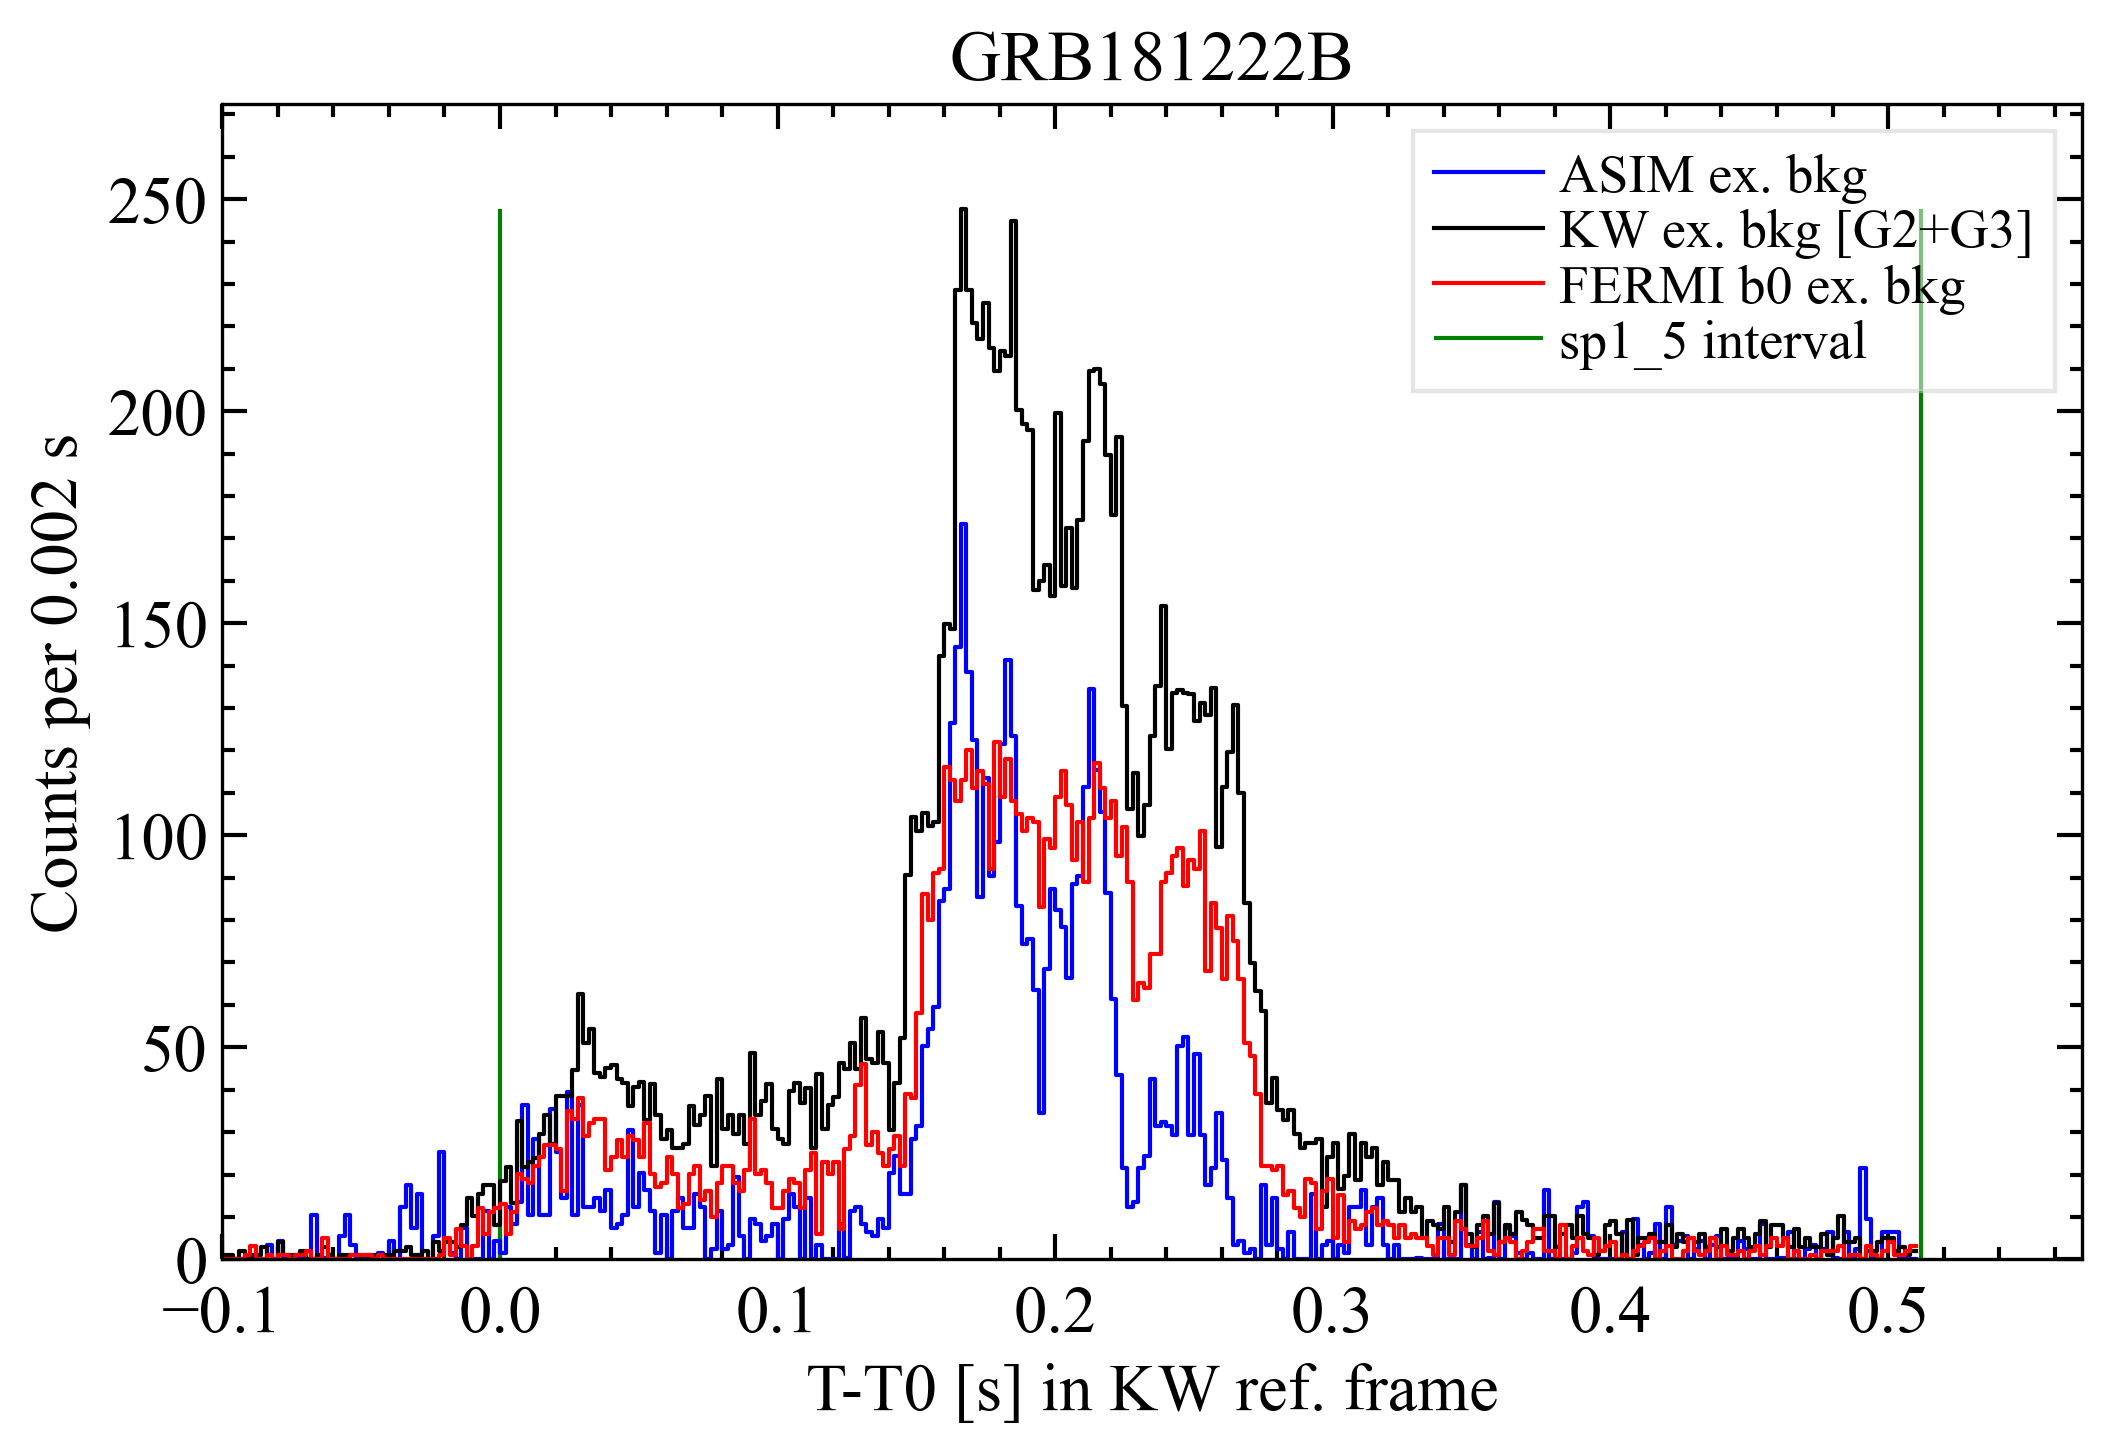 GRB181222B
ASIM ex. bkg
KW ex. bkg [G2+G3]
FERMI b0 ex. bkg
sp1_5 interval
Counts per 0.002 s
250
200
150
100
50
0
−0.1 0.0 0.1 0.2 0.3 0.4 0.5
T-T0 [s] in KW ref. frame